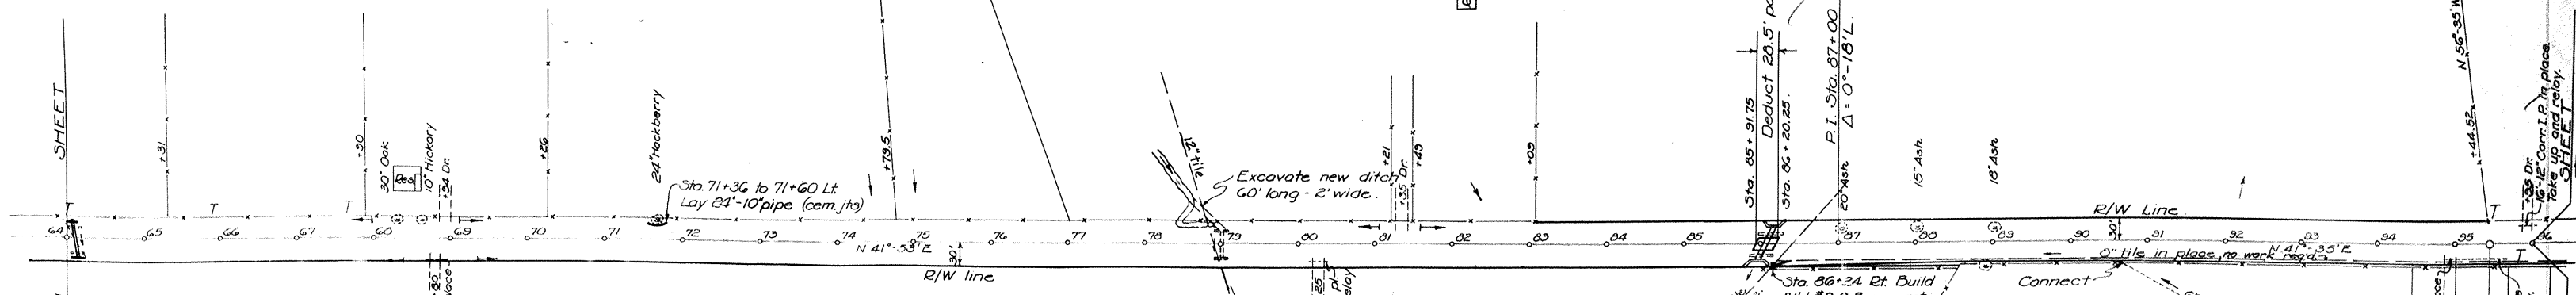 SHEET
+31
+90
30" Oak
Res.
10" Hickory
+94 Dr.
+26
24" Hackberry
Sta. 71+36 to 71+60 Lt.
Lay 24'-10" pipe (cem. jts)
+79.5
12" tile
Excavate new ditch
60' long - 2' wide.
+21
+35 Dr.
+49
+09
Sta. 85 + 91.75
Deduct 28.5'
Sta. 86 + 20.25
P.I. Sta. 87+00
Δ = 0°-18' L.
20" Ash
15" Ash
18" Ash
N 56°-35' W
+44.52
+35 Dr.
16'-12" Corr. I.P. in place
Take up and relay.
SHEET
T
T
T
T
R/W Line
30'
64 65 66 67 68 69 70 71 72 73 74 75 76 77 78 79 80 81 82 83 84 85 87 88 89 90 91 92 93 94 95 96
N 41°-53' E
30'
N 41°-35' E
8" tile in place, no work req'd.
T
R/W line
Sta. 86+24 Rt. Build
Connect